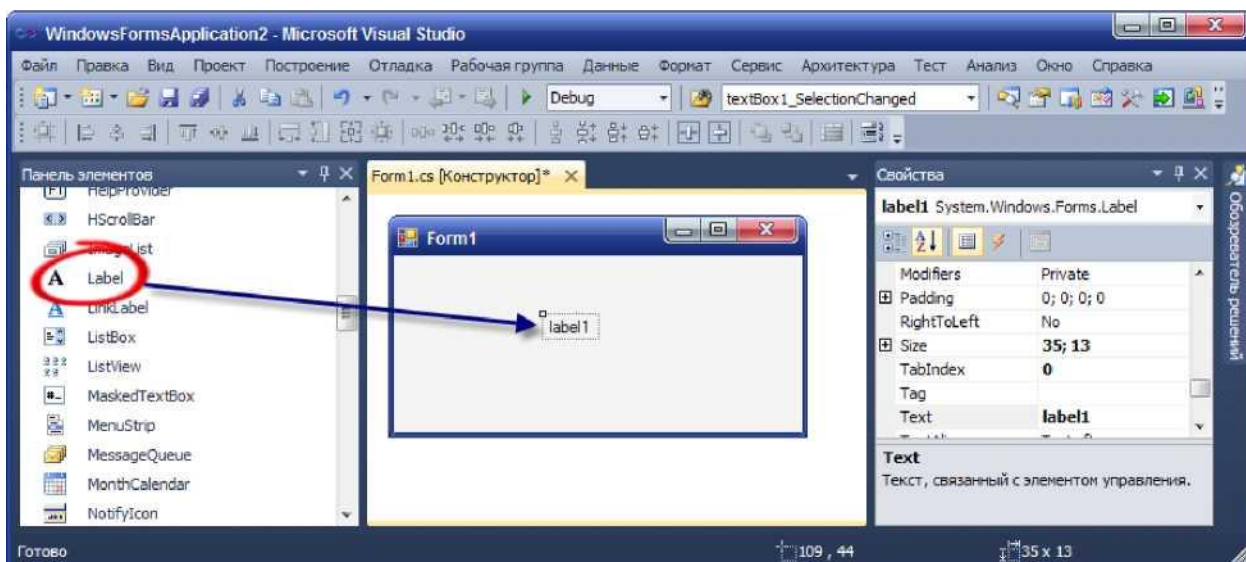 WindowsFormsApplication2 - Microsoft Visual Studio
Файл Правка Вид Проект Построение Отладка Рабочая группа Данные Формат Сервис Архитектура Тест Анализ Окно Справка
Debug textBox1_SelectionChanged
Панель элементов
HelpProvider
HScrollBar
ImageList
A Label
A LinkLabel
ListBox
ListView
MaskedTextBox
MenuStrip
MessageQueue
MonthCalendar
NotifyIcon
Form1.cs [Конструктор]*
Form1
label1
Свойства
label1 System.Windows.Forms.Label
Modifiers Private
Padding 0; 0; 0; 0
RightToLeft No
Size 35; 13
TabIndex 0
Tag
Text label1
Text
Текст, связанный с элементом управления.
Обозреватель решений
Готово 109 , 44 35 x 13